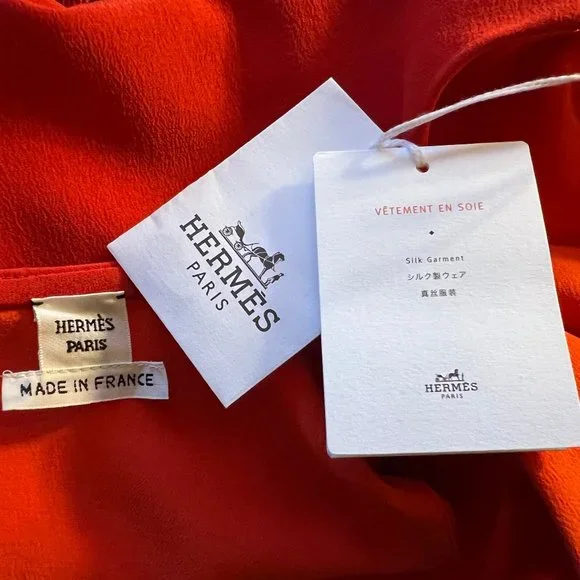 HERMÈS
PARIS
MADE IN FRANCE
HERMÈS
PARIS
VÊTEMENT EN SOIE
Silk Garment
シルク製ウェア
真丝服装
HERMÈS
PARIS